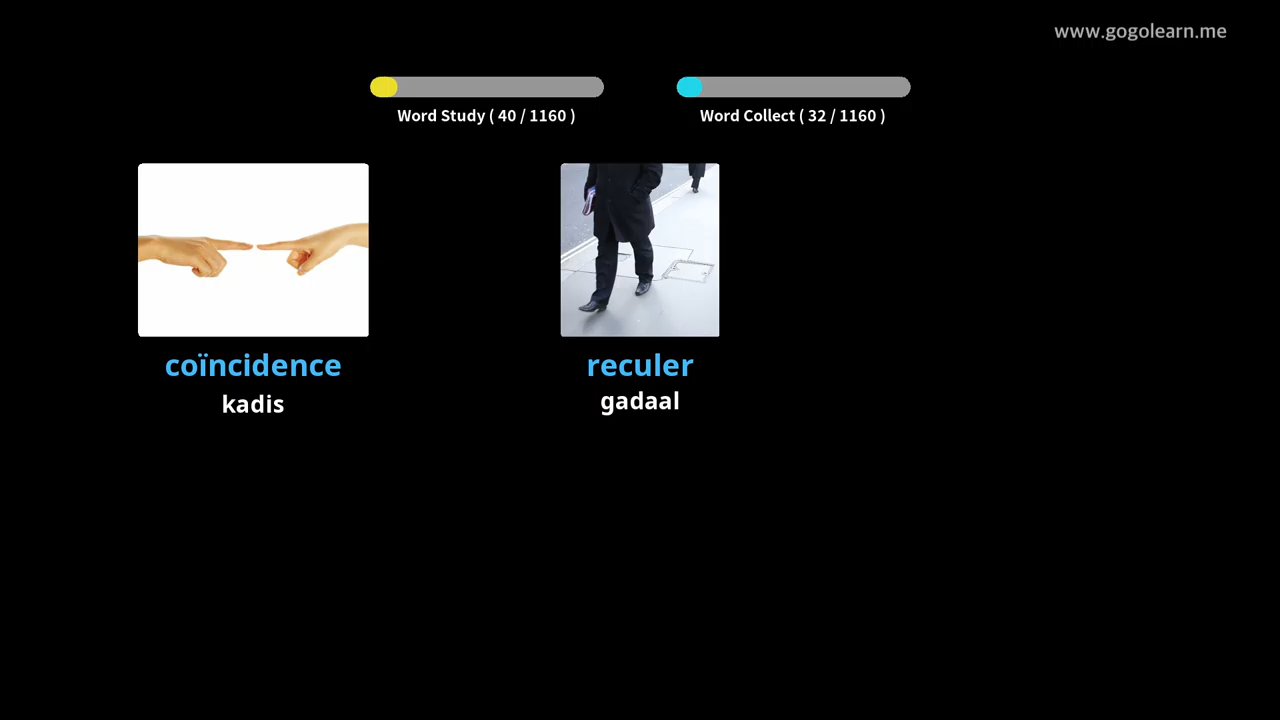 www.gogolearn.me
Word Study ( 40 / 1160 )
Word Collect ( 32 / 1160 )
coïncidence
kadis
reculer
gadaal